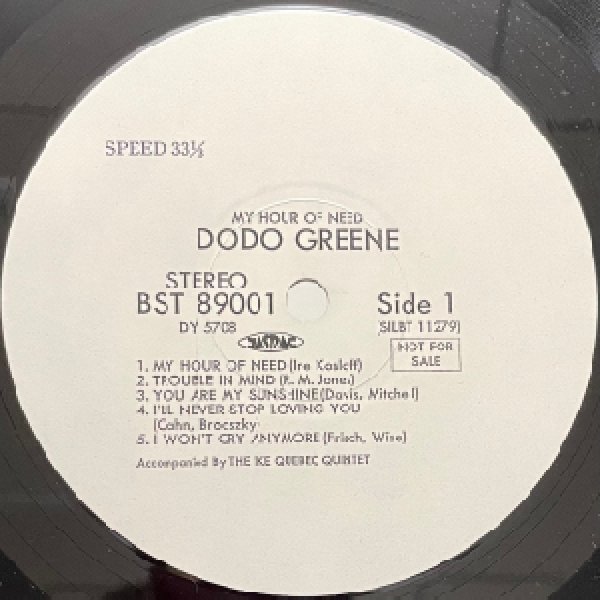 SPEED 33⅓
MY HOUR OF NEED
DODO GREENE
STEREO
BST 89001
Side 1
DY 5703
(SILBT 11279)
JASRAC
NOT FOR
SALE
1. MY HOUR OF NEED (Ira Kosloff)
2. TROUBLE IN MIND (R. M. Jones)
3. YOU ARE MY SUNSHINE (Davis, Mitchell)
4. I'LL NEVER STOP LOVING YOU
(Cahn, Brocszky
5. I WON'T CRY ANYMORE (Frisch, Wise)
Accompanied By THE IKE QUEBEC QUINTET